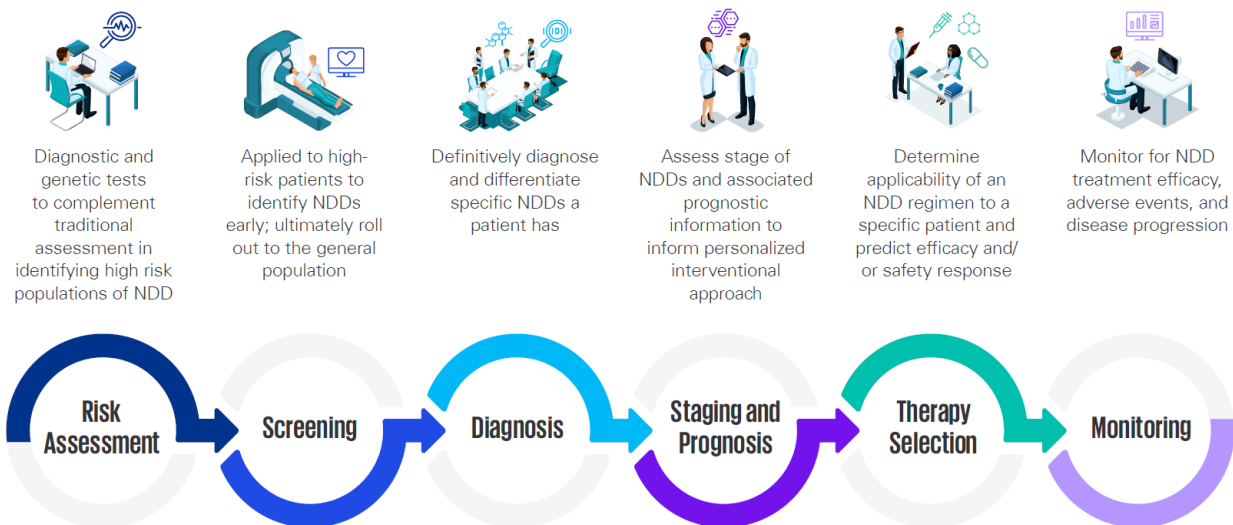 Diagnostic and
genetic tests
to complement
traditional
assessment in
identifying high risk
populations of NDD
Applied to high-
risk patients to
identify NDDs
early; ultimately roll
out to the general
population
Definitively diagnose
and differentiate
specific NDDs a
patient has
Assess stage of
NDDs and associated
prognostic
information to
inform personalized
interventional
approach
Determine
applicability of an
NDD regimen to a
specific patient and
predict efficacy and/
or safety response
Monitor for NDD
treatment efficacy,
adverse events, and
disease progression
Risk
Assessment
Screening
Diagnosis
Staging and
Prognosis
Therapy
Selection
Monitoring